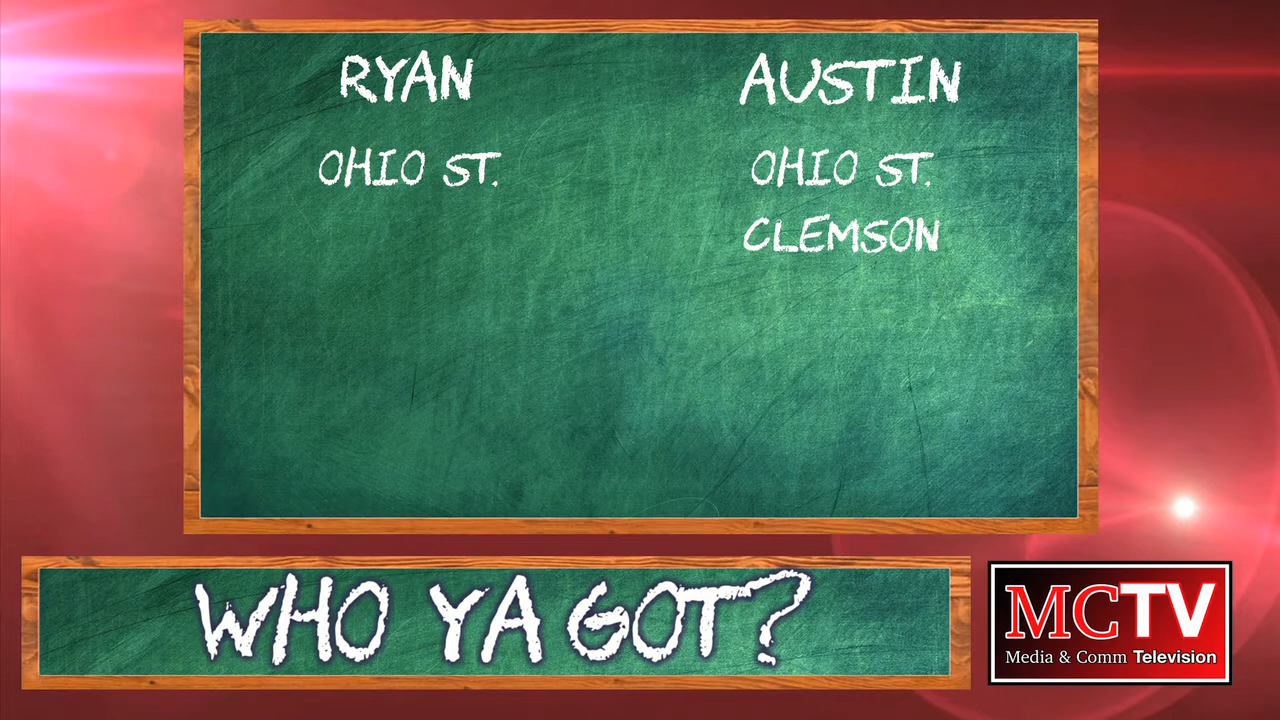 RYAN
AUSTIN
OHIO ST.
OHIO ST.
CLEMSON
WHO YA GOT?
MCTV
Media & Comm Television